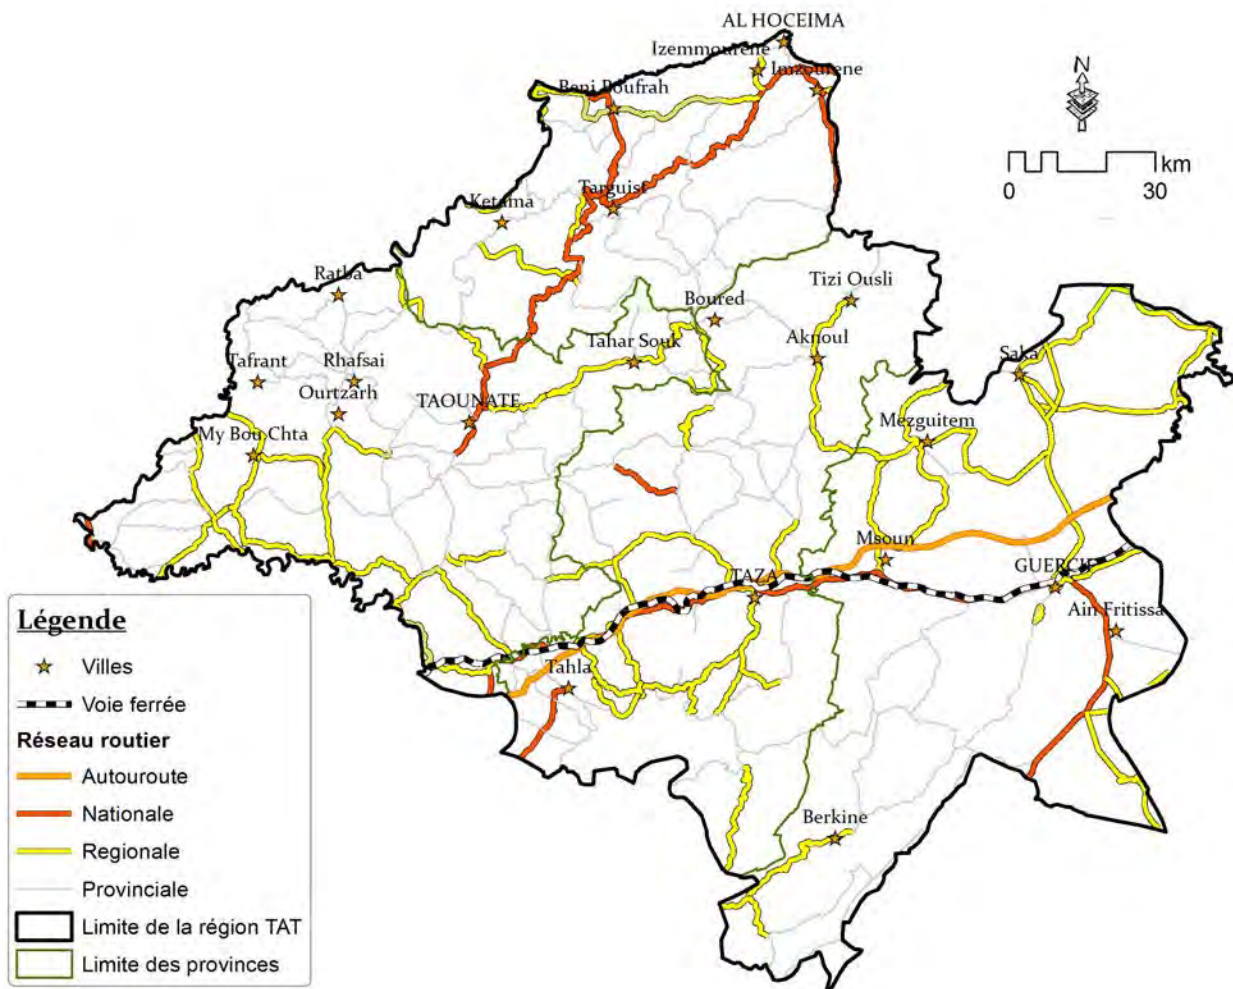 AL HOCEIMA
Izemmourene
Imzourene
Beni Boufrah
N
km
0 30
Targuist
Ketama
Ratba
Tizi Ousli
Boured
Tahar Souk
Aknoul
Saka
Tafrant
Rhafsai
Ourtzarh
TAOUNATE
My Bou Chta
Mezguitem
Msoun
TAZA
GUERCIF
Ain Fritissa
Tahla
Berkine
Légende
Villes
Voie ferrée
Réseau routier
Autouroute
Nationale
Regionale
Provinciale
Limite de la région TAT
Limite des provinces